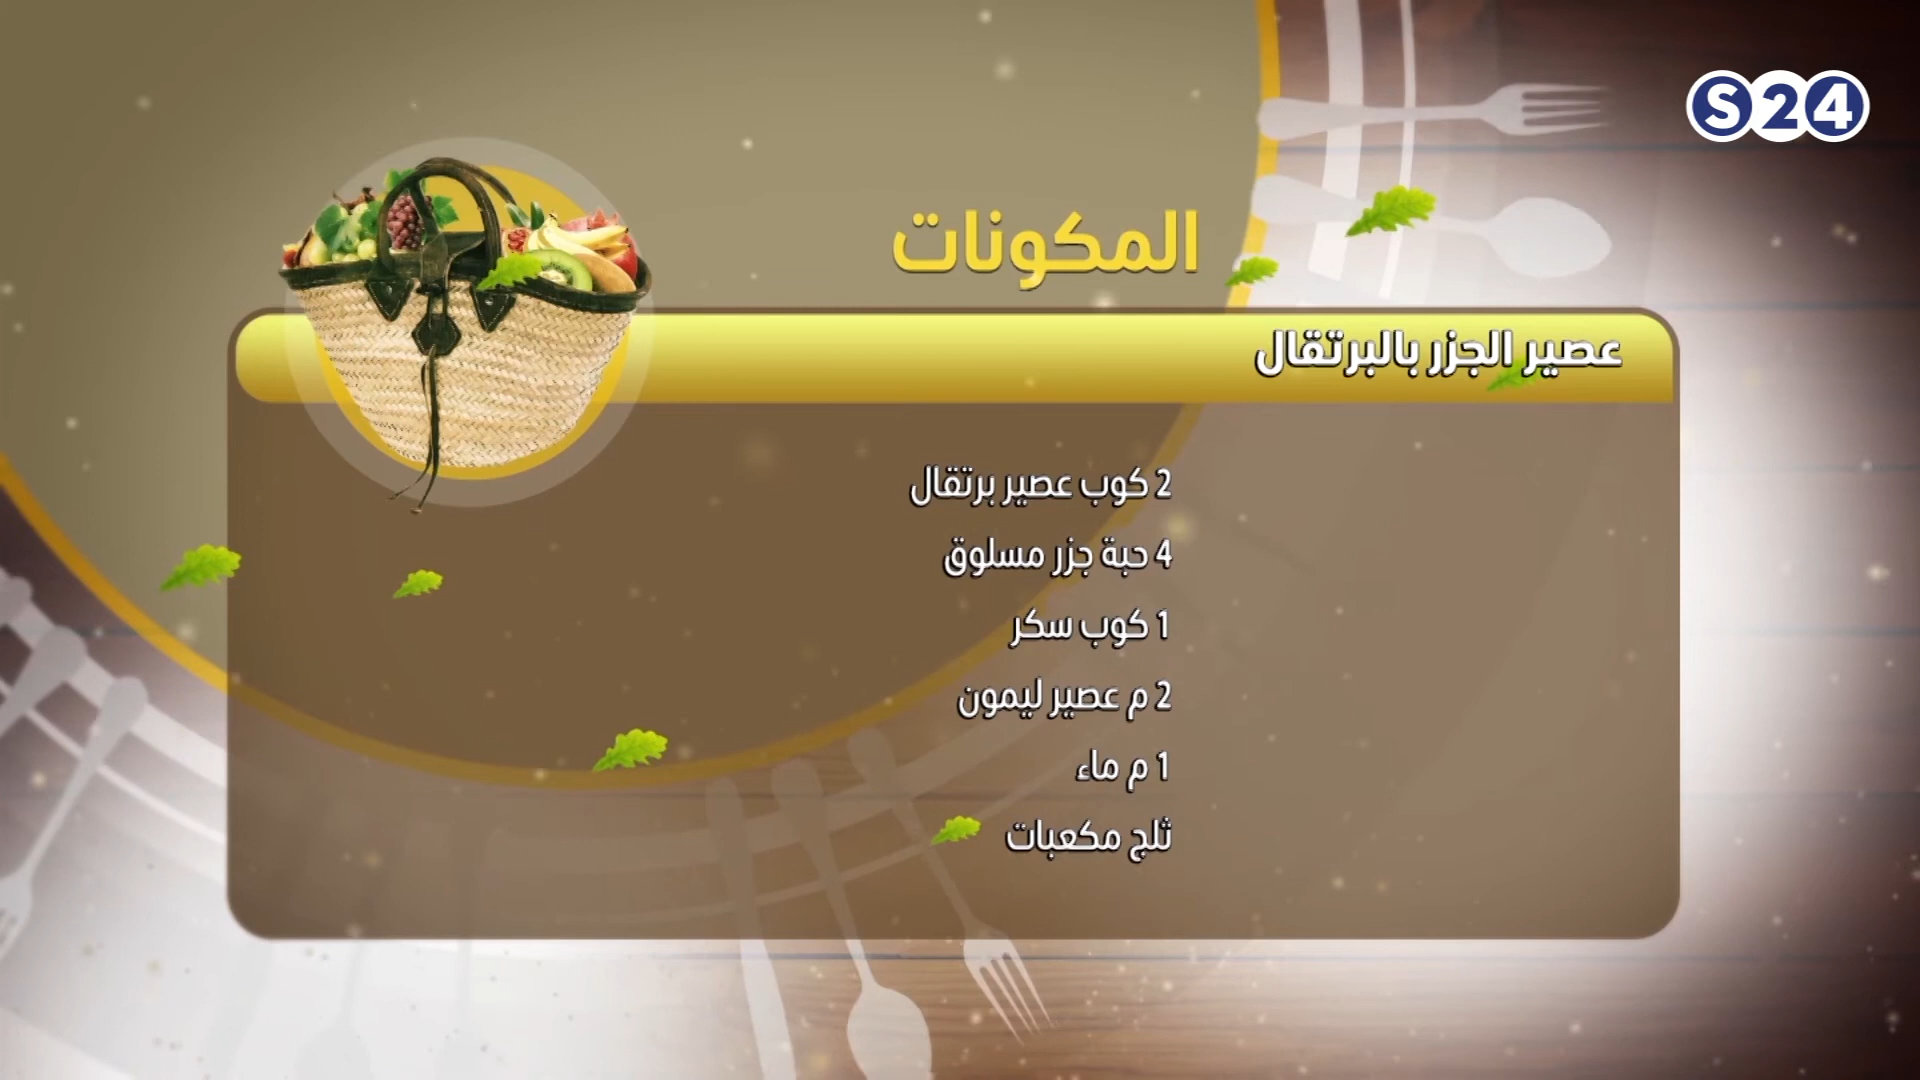 S24
المكونات
عصير الجزر بالبرتقال
2 كوب عصير برتقال
4 حبة جزر مسلوق
1 كوب سكر
2 م عصير ليمون
1 م ماء
ثلج مكعبات